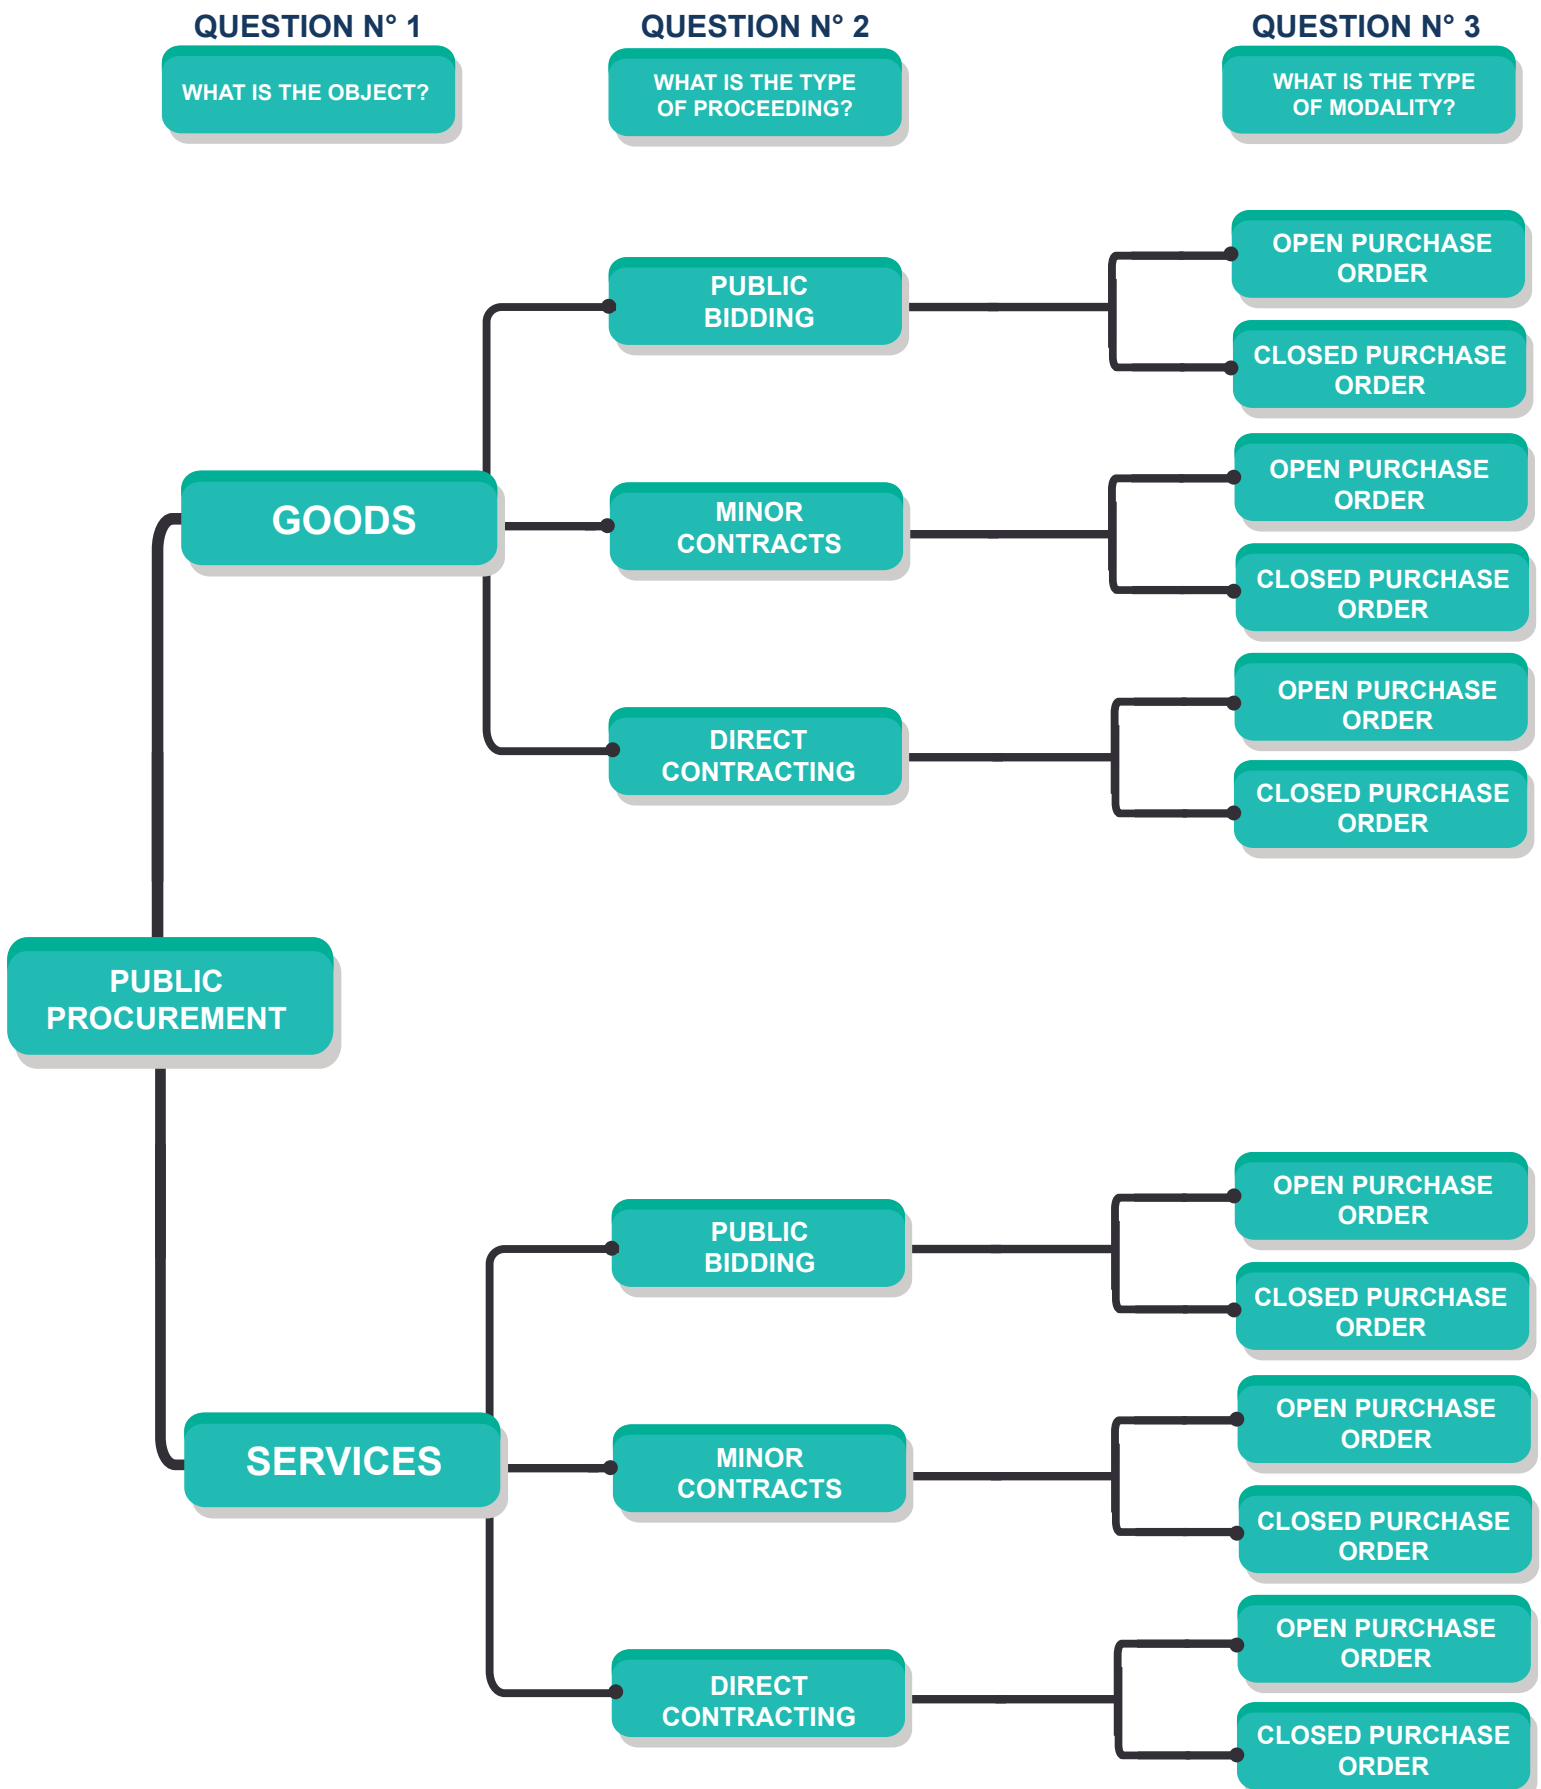 QUESTION N° 1
WHAT IS THE OBJECT?
QUESTION N° 2
WHAT IS THE TYPE
OF PROCEEDING?
QUESTION N° 3
WHAT IS THE TYPE
OF MODALITY?
PUBLIC
PROCUREMENT
GOODS
PUBLIC
BIDDING
OPEN PURCHASE
ORDER
CLOSED PURCHASE
ORDER
MINOR
CONTRACTS
OPEN PURCHASE
ORDER
CLOSED PURCHASE
ORDER
DIRECT
CONTRACTING
OPEN PURCHASE
ORDER
CLOSED PURCHASE
ORDER
SERVICES
PUBLIC
BIDDING
OPEN PURCHASE
ORDER
CLOSED PURCHASE
ORDER
MINOR
CONTRACTS
OPEN PURCHASE
ORDER
CLOSED PURCHASE
ORDER
DIRECT
CONTRACTING
OPEN PURCHASE
ORDER
CLOSED PURCHASE
ORDER